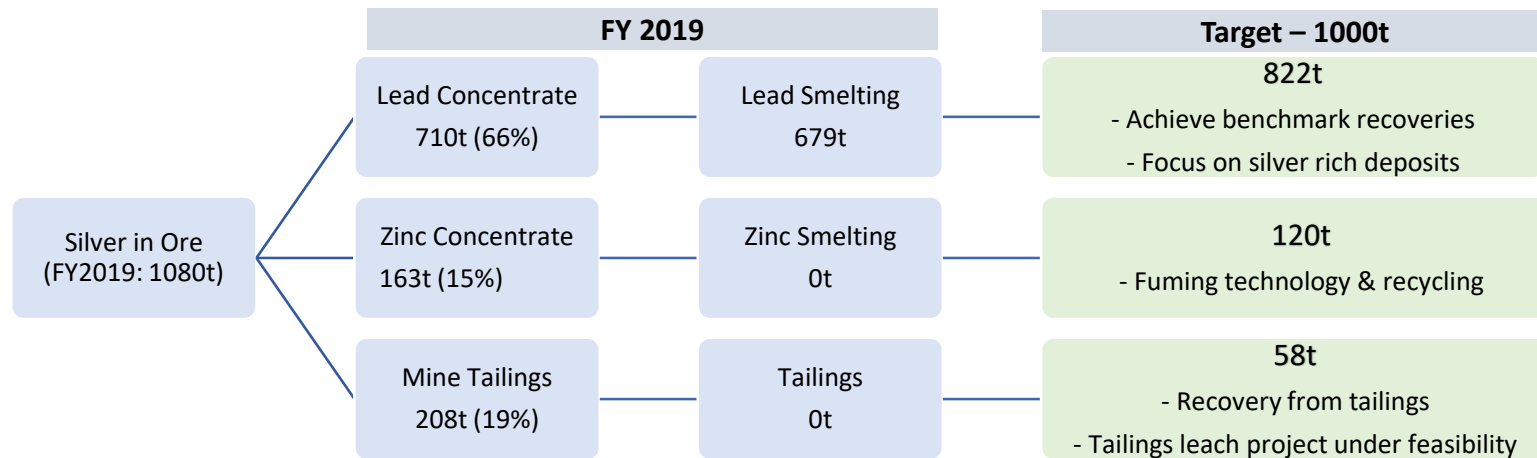 FY 2019
Target – 1000t
Silver in Ore
(FY2019: 1080t)
Lead Concentrate
710t (66%)
Lead Smelting
679t
822t
- Achieve benchmark recoveries
- Focus on silver rich deposits
Zinc Concentrate
163t (15%)
Zinc Smelting
0t
120t
- Fuming technology & recycling
Mine Tailings
208t (19%)
Tailings
0t
58t
- Recovery from tailings
- Tailings leach project under feasibility